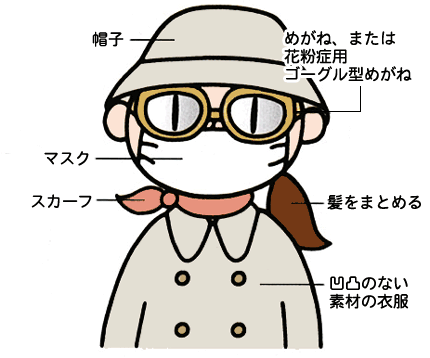 帽子
めがね、または
花粉症用
ゴーグル型めがね
マスク
スカーフ
髪をまとめる
凹凸のない
素材の衣服